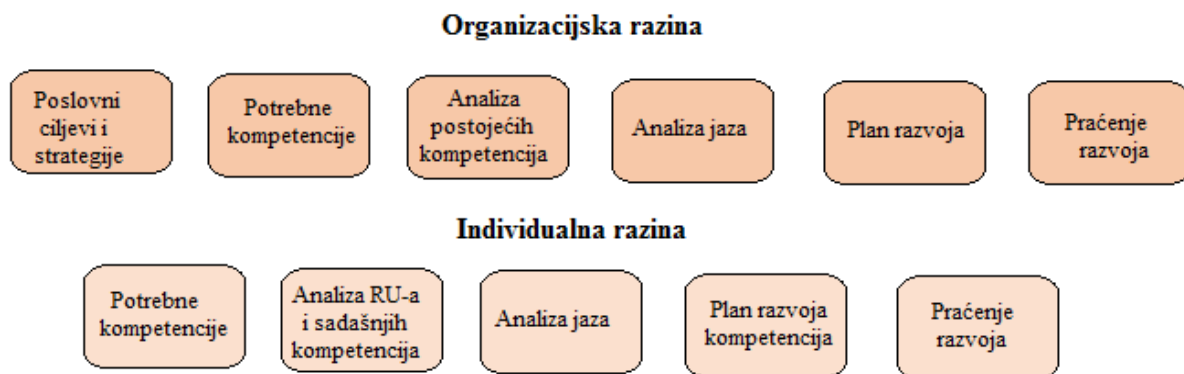 Organizacijska razina
Poslovni
ciljevi i
strategije
Potrebne
kompetencije
Analiza
postojećih
kompetencija
Analiza jaza
Plan razvoja
Praćenje
razvoja
Individualna razina
Potrebne
kompetencije
Analiza RU-a
i sadašnjih
kompetencija
Analiza jaza
Plan razvoja
kompetencija
Praćenje
razvoja